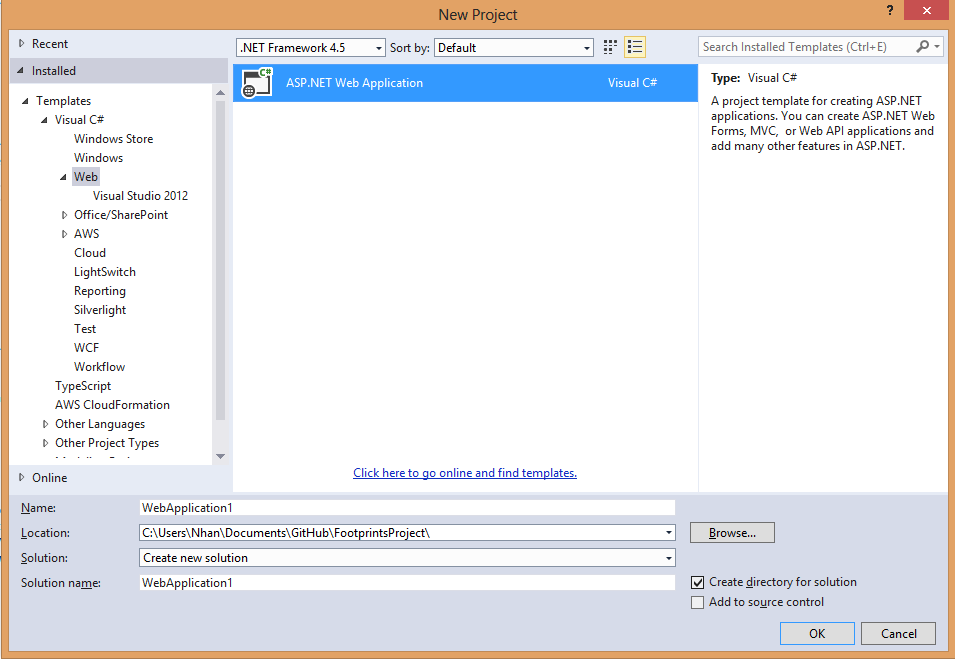 New Project
?
Recent
.NET Framework 4.5
Sort by:
Default
Search Installed Templates (Ctrl+E)
Installed
Templates
Visual C#
Windows Store
Windows
Web
Visual Studio 2012
Office/SharePoint
AWS
Cloud
LightSwitch
Reporting
Silverlight
Test
WCF
Workflow
TypeScript
AWS CloudFormation
Other Languages
Other Project Types
Online
C#
ASP.NET Web Application
Visual C#
Click here to go online and find templates.
Type: Visual C#
A project template for creating ASP.NET
applications. You can create ASP.NET Web
Forms, MVC, or Web API applications and
add many other features in ASP.NET.
Name:
WebApplication1
Location:
C:\Users\Nhan\Documents\GitHub\FootprintsProject\
Browse...
Solution:
Create new solution
Solution name:
WebApplication1
Create directory for solution
Add to source control
OK
Cancel